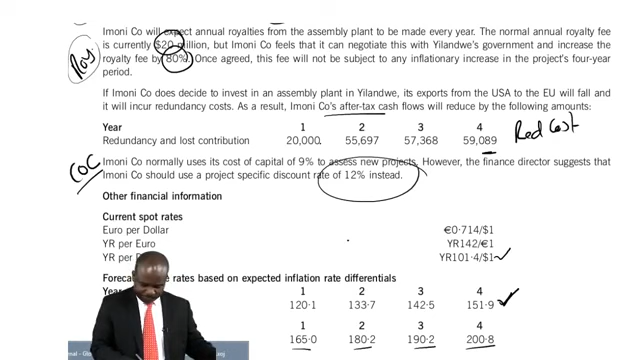 Imoni Co will expect annual royalties from the assembly plant to be made every year. The normal annual royalty fee
is currently $20 million, but Imoni Co feels that it can negotiate this with Yilandwe's government and increase the
royalty fee by 80%. Once agreed, this fee will not be subject to any inflationary increase in the project's four-year
period.
Roy
If Imoni Co does decide to invest in an assembly plant in Yilandwe, its exports from the USA to the EU will fall and
it will incur redundancy costs. As a result, Imoni Co's after-tax cash flows will reduce by the following amounts:
Year 1 2 3 4
Redundancy and lost contribution 20,000 55,697 57,368 59,089
Red Cost
COC
Imoni Co normally uses its cost of capital of 9% to assess new projects. However, the finance director suggests that
Imoni Co should use a project specific discount rate of 12% instead.
Other financial information
Current spot rates
Euro per Dollar €0·714/$1
YR per Euro YR142/€1
YR per YR101·4/$1
rates based on expected inflation rate differentials
1 2 3 4
120·1 133·7 142·5 151·9
1 2 3 4
165·0 180·2 190·2 200·8